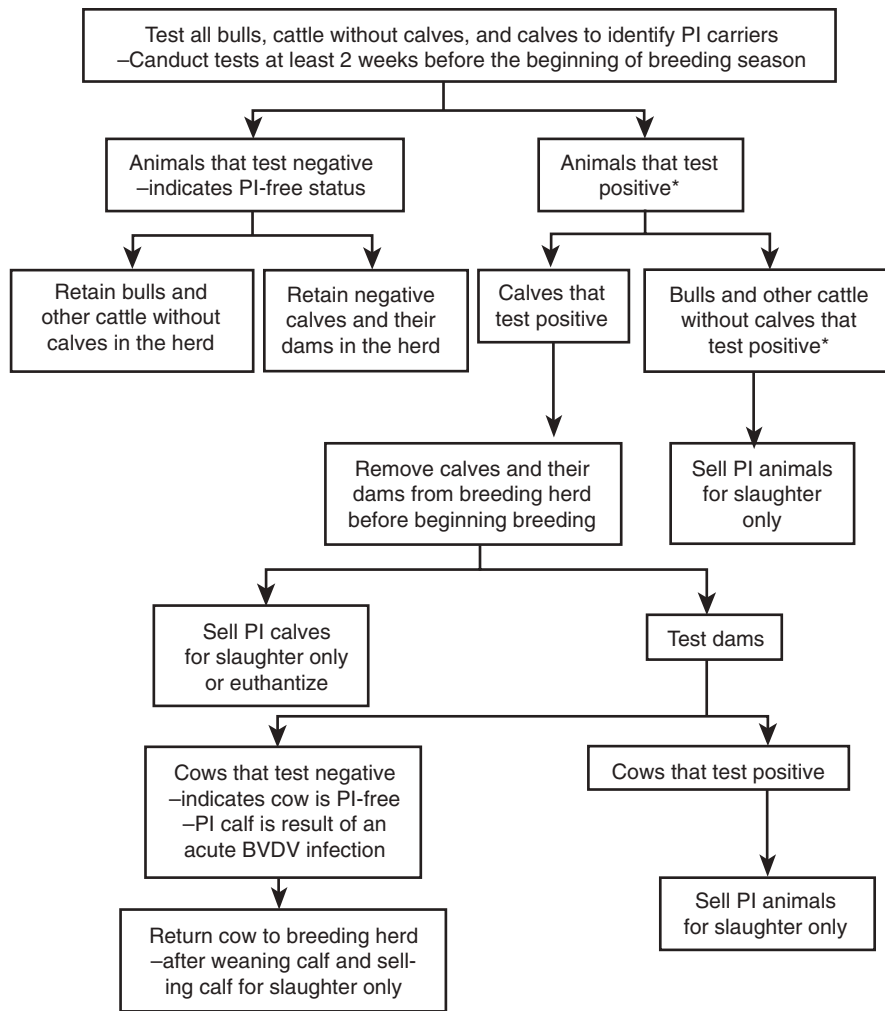 Test all bulls, cattle without calves, and calves to identify PI carriers
–Canduct tests at least 2 weeks before the beginning of breeding season
Animals that test negative
–indicates PI-free status
Animals that test
positive*
Retain bulls and
other cattle without
calves in the herd
Retain negative
calves and their
dams in the herd
Calves that
test positive
Bulls and other cattle
without calves that
test positive*
Remove calves and their
dams from breeding herd
before beginning breeding
Sell PI animals
for slaughter
only
Sell PI calves
for slaughter only
or euthantize
Test dams
Cows that test negative
–indicates cow is PI-free
–PI calf is result of an
acute BVDV infection
Cows that test positive
Return cow to breeding herd
–after weaning calf and sell-
ing calf for slaughter only
Sell PI animals
for slaughter only